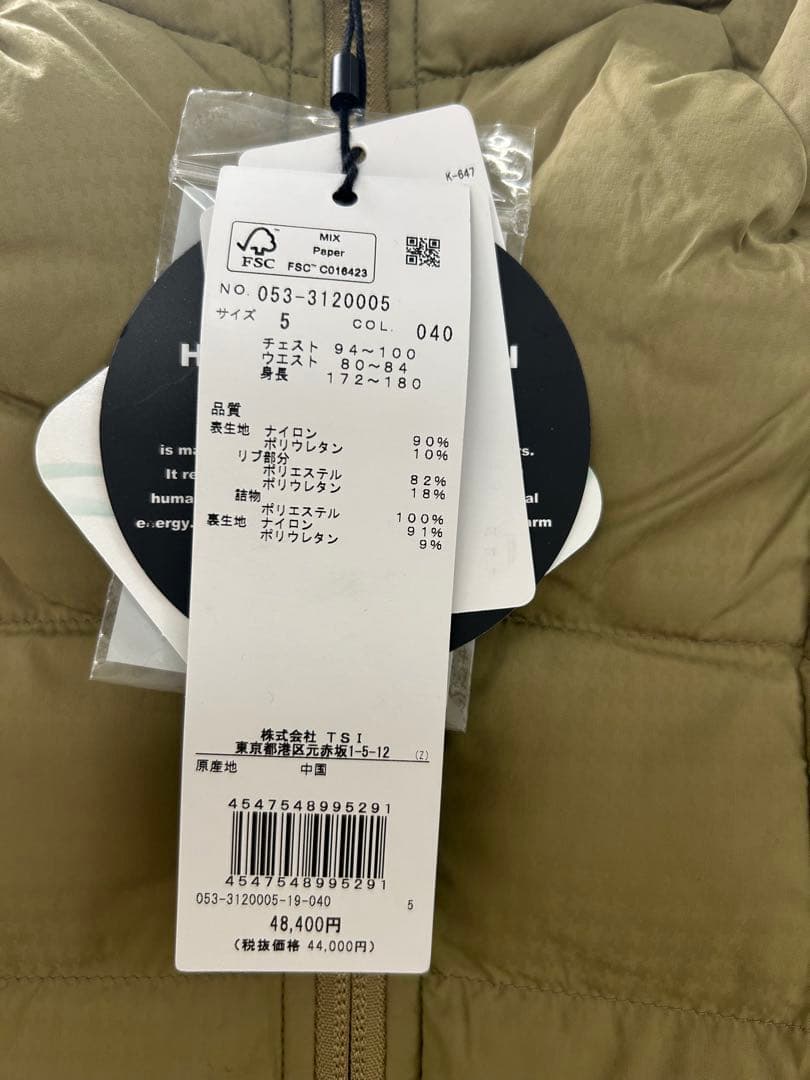 K-647
MIX
Paper
FSC
FSC™ C016423
NO. 053-3120005
サイズ 5 COL. 040
チェスト 94～100
ウエスト 80～84
身長 172～180
品質
表生地 ナイロン 90%
ポリウレタン 10%
リブ部分
ポリエステル 82%
ポリウレタン 18%
詰物
ポリエステル 100%
裏生地 ナイロン 91%
ポリウレタン 9%
株式会社 TSI
東京都港区元赤坂1-5-12 (Z)
原産地 中国
4547548995291
4547548995291
053-3120005-19-040 5
48,400円
(税抜価格 44,000円)
H
N
is
It
energy.